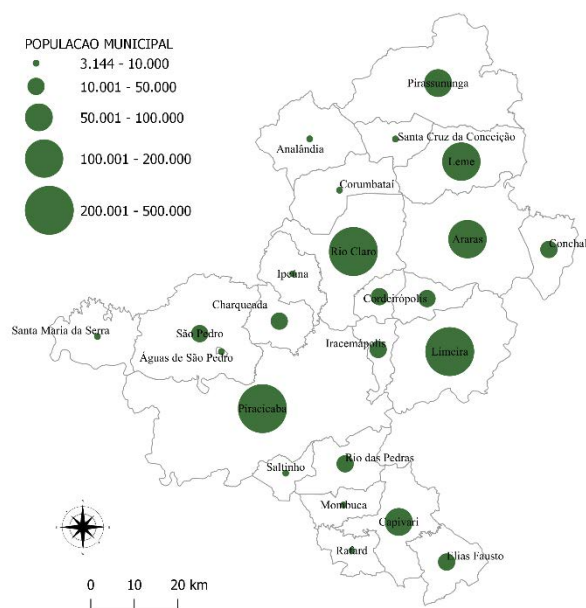 POPULACAO MUNICIPAL
3.144 - 10.000
10.001 - 50.000
50.001 - 100.000
100.001 - 200.000
200.001 - 500.000
Pirassununga
Santa Cruz da Conceição
Analândia
Leme
Corumbataí
Araras
Conchal
Rio Claro
Ipeúna
Cordeirópolis
Charqueada
Santa Maria da Serra
São Pedro
Águas de São Pedro
Iracemápolis
Limeira
Piracicaba
Saltinho
Rio das Pedras
Mombuca
Capivari
Rafard
Elias Fausto
0 10 20 km